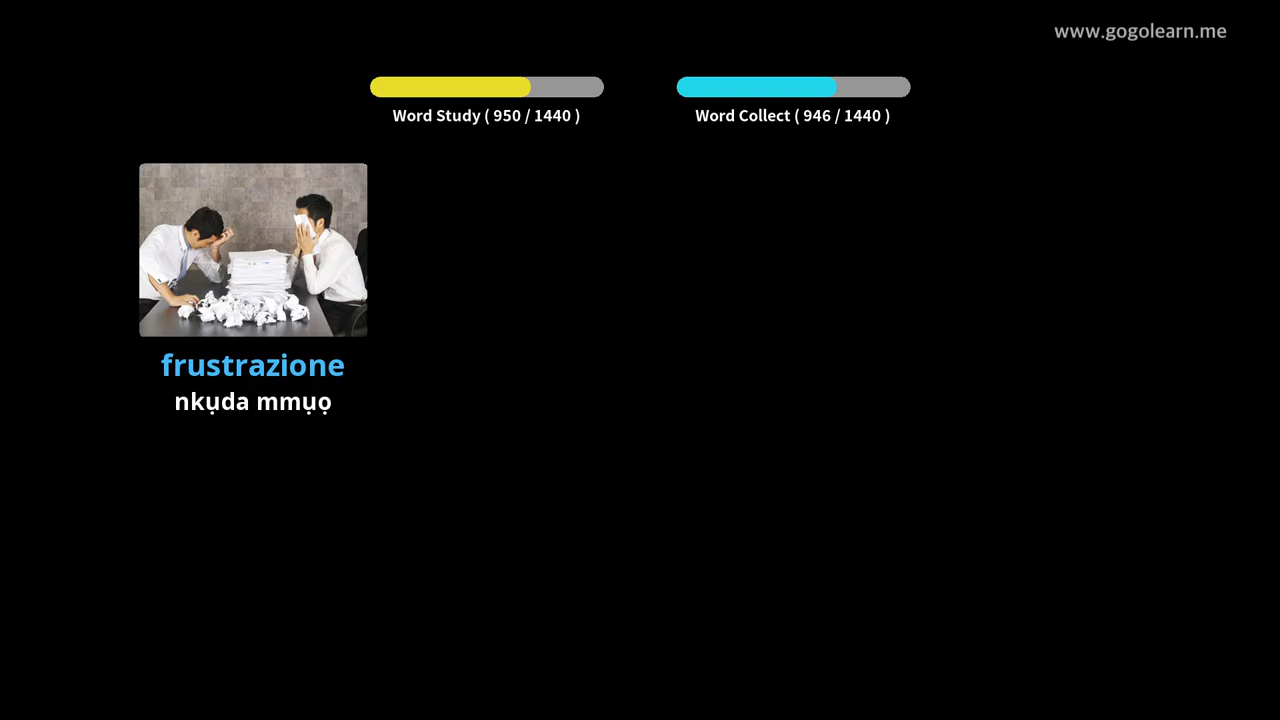 www.gogolearn.me
Word Study ( 950 / 1440 )
Word Collect ( 946 / 1440 )
frustrazione
nkụda mmụọ